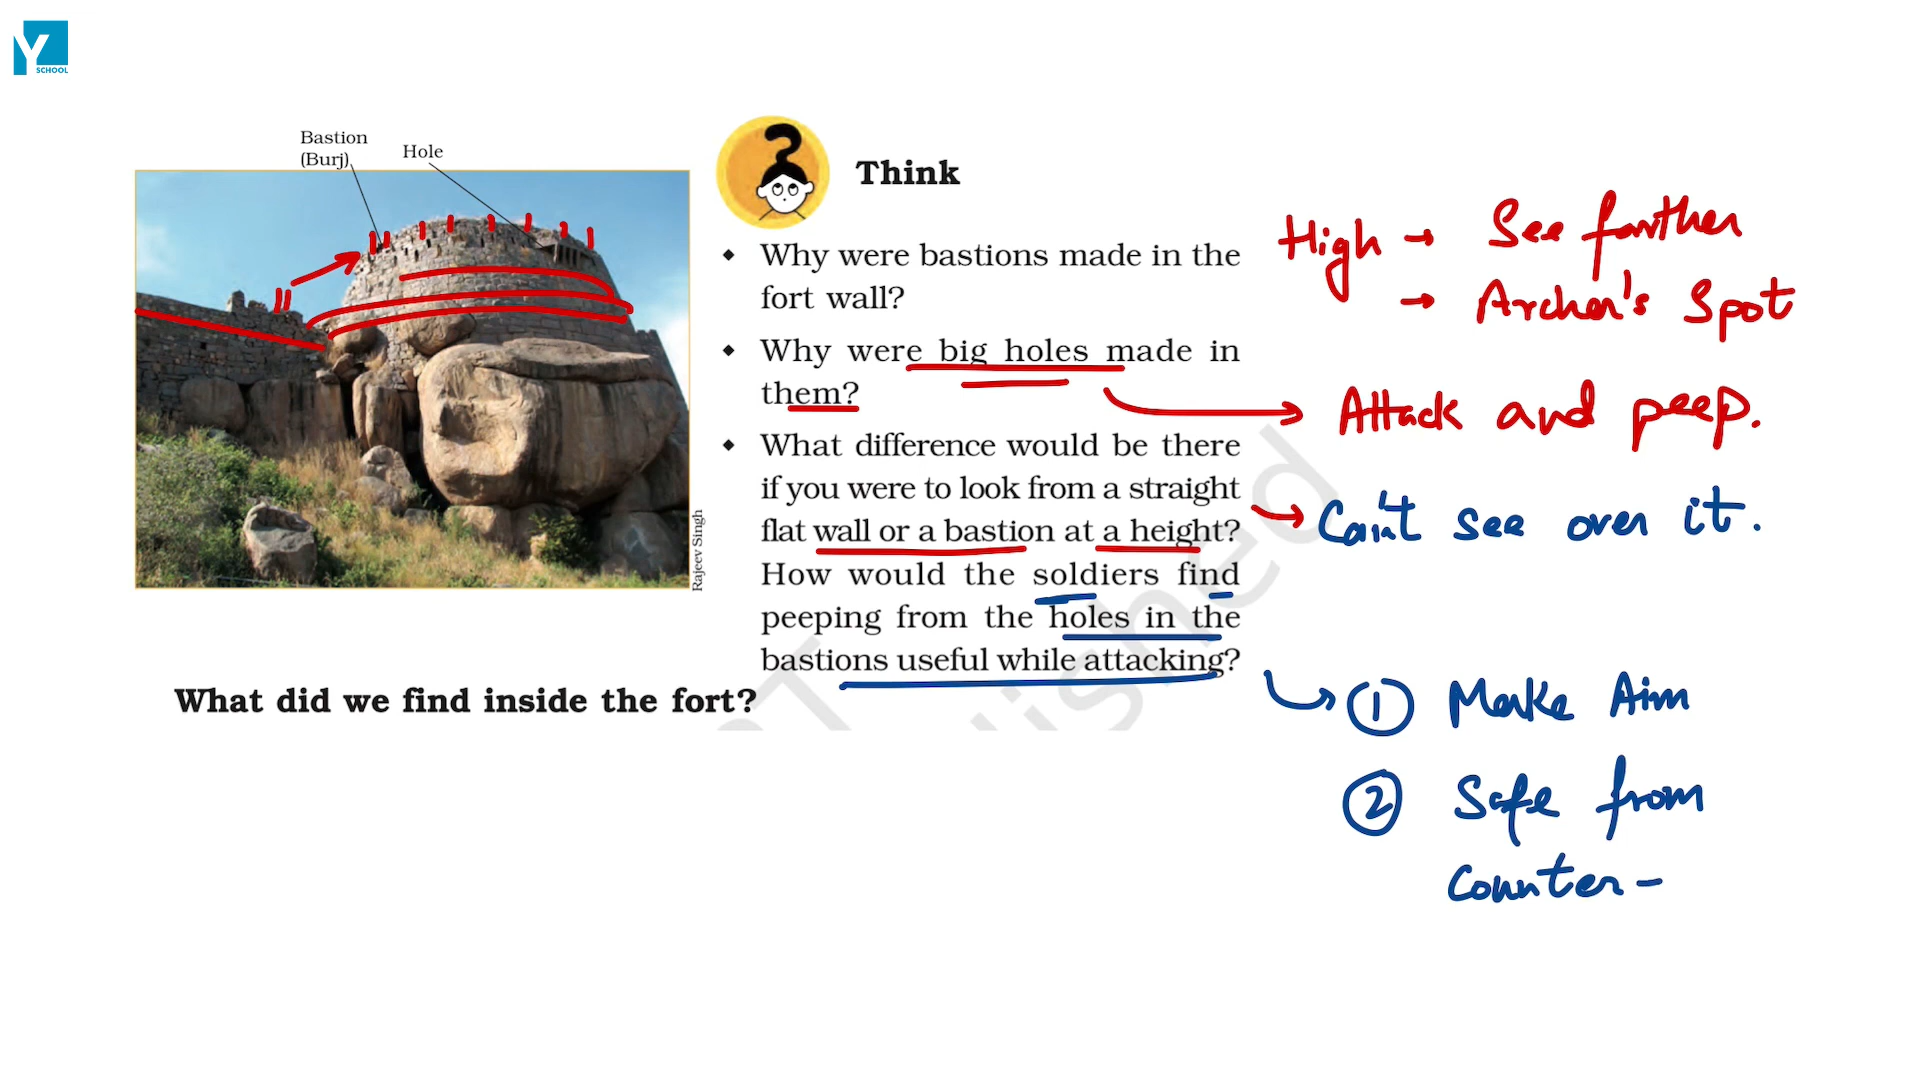 Y
SCHOOL
Bastion
(Burj)
Hole
Rajeev Singh
Think
Why were bastions made in the
fort wall?
Why were big holes made in
them?
What difference would be there
if you were to look from a straight
flat wall or a bastion at a height?
How would the soldiers find
peeping from the holes in the
bastions useful while attacking?
What did we find inside the fort?
High → See farther
→ Archer's Spot
Attack and peep.
Can't see over it.
① Make Aim
② Safe from
Counter-